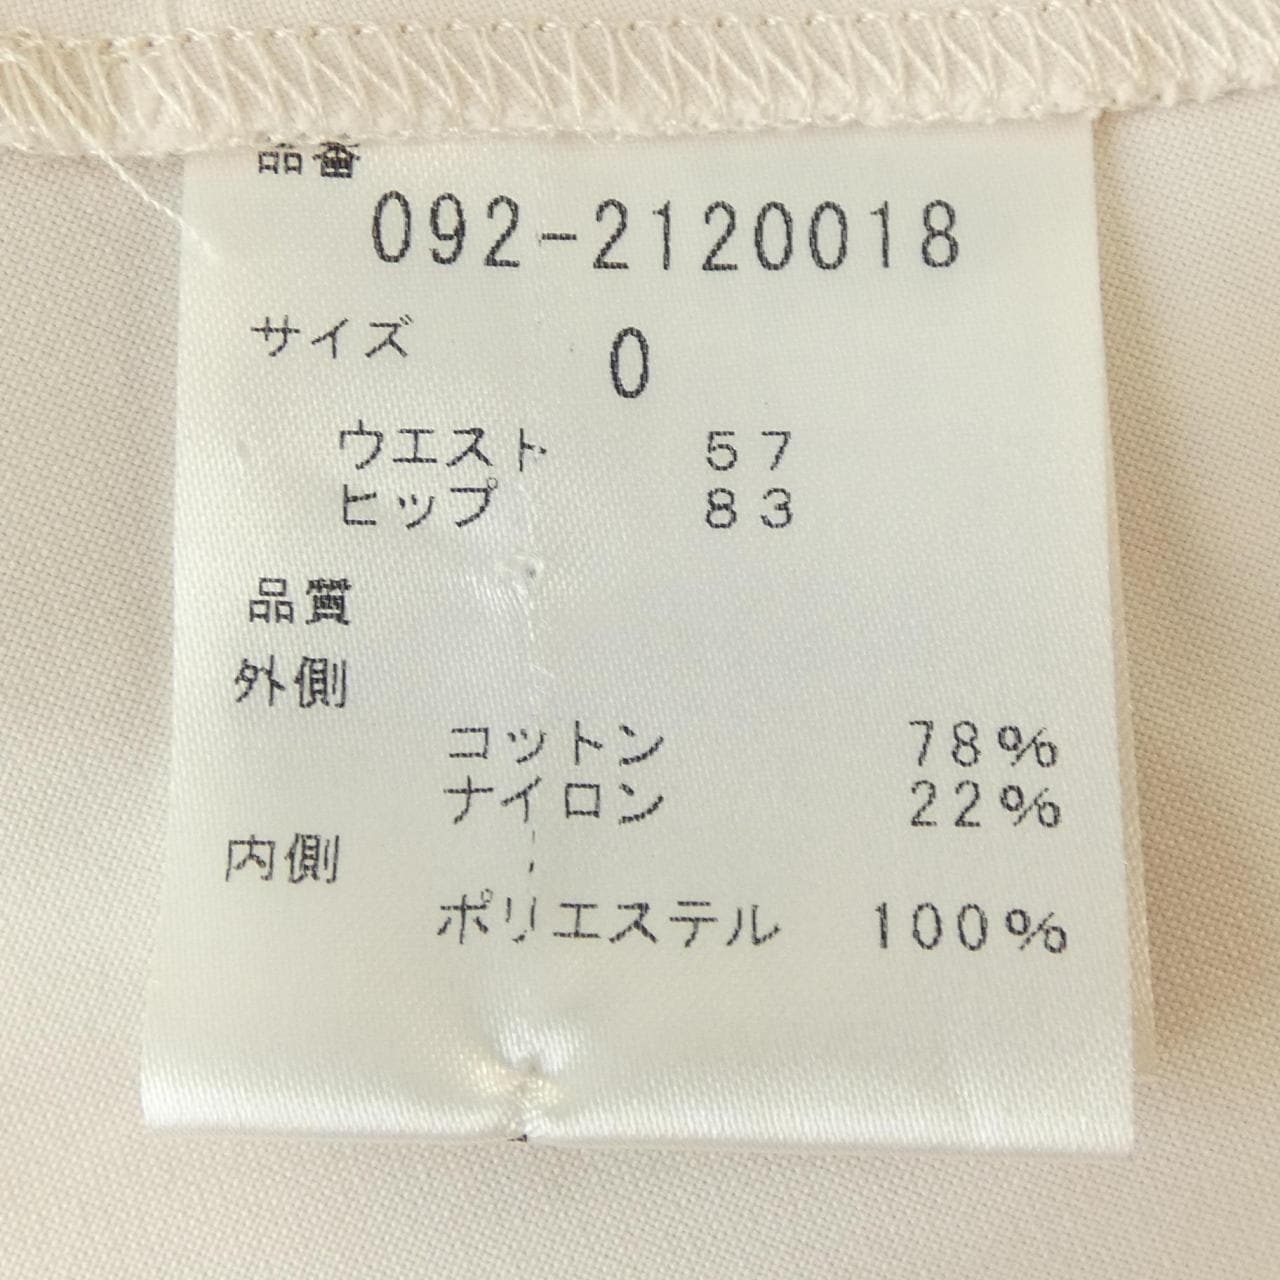 品番
092-2120018
サイズ 0
ウエスト 57
ヒップ 83
品質
外側
コットン 78%
ナイロン 22%
内側
ポリエステル 100%